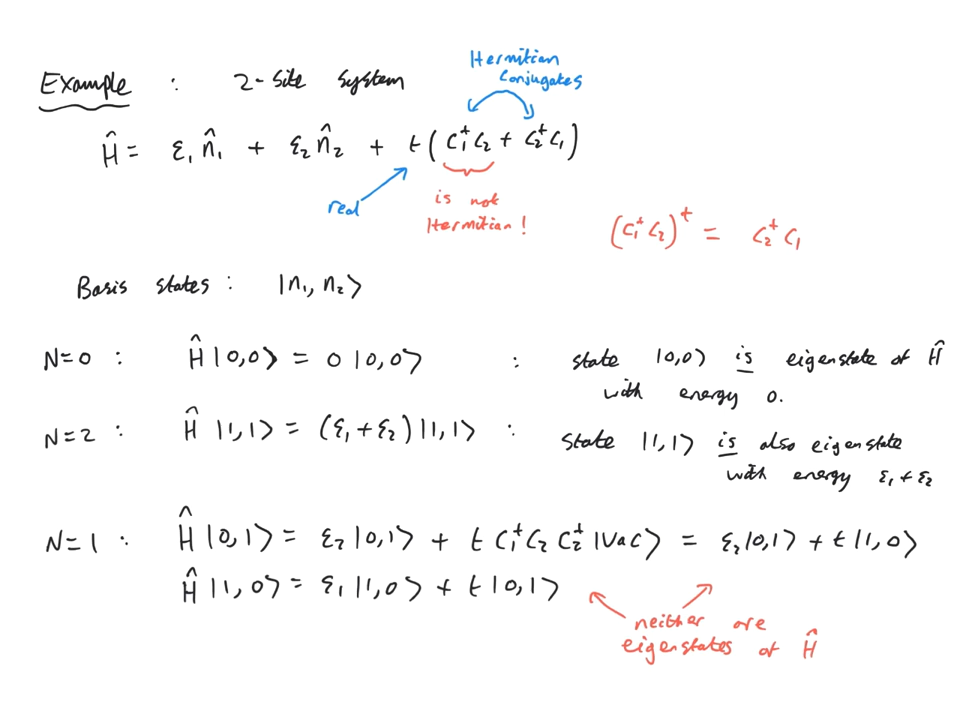 Example : 2-site system
Hermitian
Conjugates
Ĥ = ε₁ n̂₁ + ε₂ n̂₂ + t ( c₁† c₂ + c₂† c₁ )
real
is not
Hermitian !
( c₁† c₂ )† = c₂† c₁
Basis states : |n₁, n₂⟩
N=0 : Ĥ |0,0⟩ = 0 |0,0⟩ : state |0,0⟩ is eigenstate of Ĥ
with energy 0.
N=2 : Ĥ |1,1⟩ = (ε₁ + ε₂) |1,1⟩ : state |1,1⟩ is also eigenstate
with energy ε₁ + ε₂
N=1 : Ĥ |0,1⟩ = ε₂ |0,1⟩ + t c₁† c₂ c₂† |vac⟩ = ε₂ |0,1⟩ + t |1,0⟩
Ĥ |1,0⟩ = ε₁ |1,0⟩ + t |0,1⟩
neither are
eigenstates of Ĥ